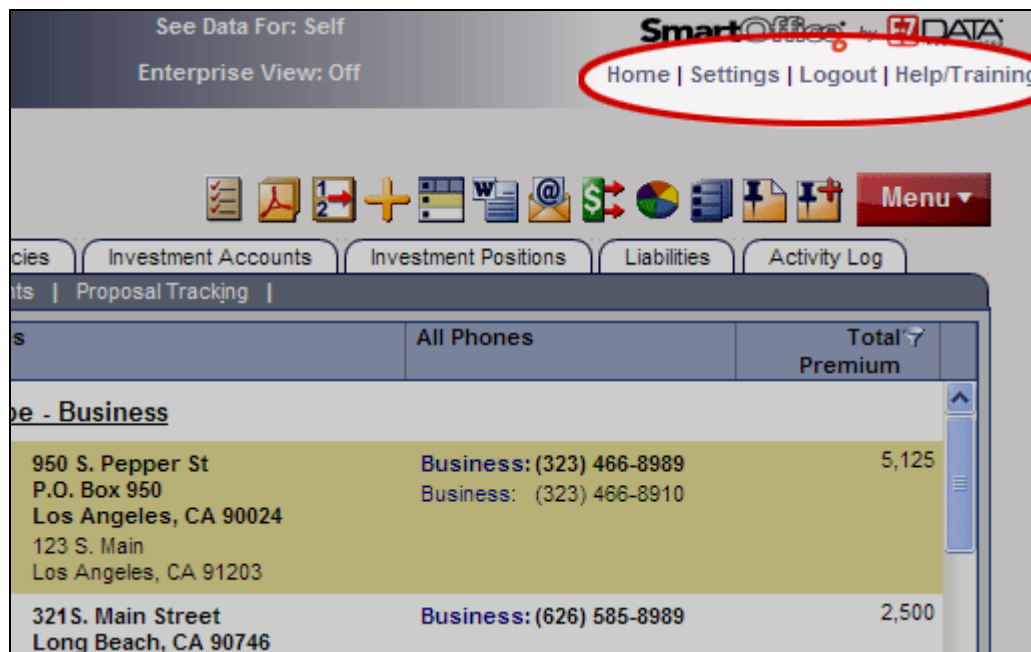 See Data For: Self
SmartOffice by EZ DATA
Enterprise View: Off
Home | Settings | Logout | Help/Training
Menu
cies Investment Accounts Investment Positions Liabilities Activity Log
nts | Proposal Tracking |
s All Phones Total
Premium
pe - Business
950 S. Pepper St Business: (323) 466-8989 5,125
P.O. Box 950 Business: (323) 466-8910
Los Angeles, CA 90024
123 S. Main
Los Angeles, CA 91203
321S. Main Street Business: (626) 585-8989 2,500
Long Beach, CA 90746